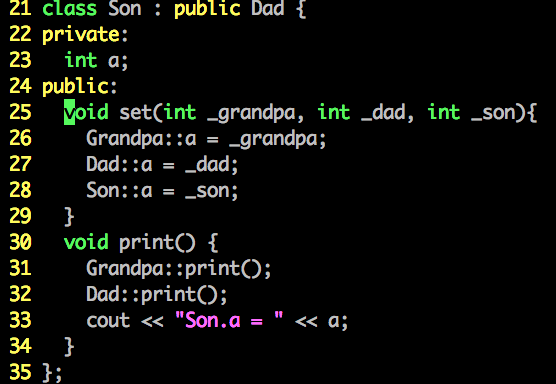 21 class Son : public Dad {
22 private:
23   int a;
24 public:
25   void set(int _grandpa, int _dad, int _son){
26     Grandpa::a = _grandpa;
27     Dad::a = _dad;
28     Son::a = _son;
29   }
30   void print() {
31     Grandpa::print();
32     Dad::print();
33     cout << "Son.a = " << a;
34   }
35 };